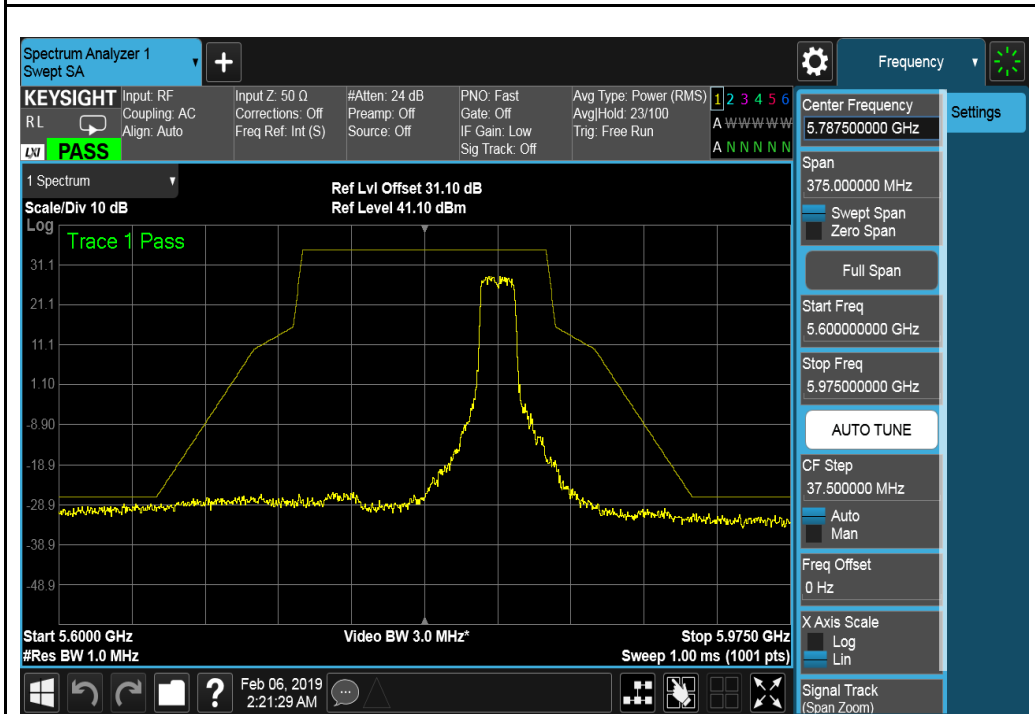 Spectrum Analyzer 1
Swept SA
+
Frequency
KEYSIGHT
R L
LXI
PASS
Input: RF
Coupling: AC
Align: Auto
Input Z: 50 Ω
Corrections: Off
Freq Ref: Int (S)
#Atten: 24 dB
Preamp: Off
Source: Off
PNO: Fast
Gate: Off
IF Gain: Low
Sig Track: Off
Avg Type: Power (RMS)
Avg|Hold: 23/100
Trig: Free Run
1 2 3 4 5 6
A W W W W W
A N N N N N
1 Spectrum
Scale/Div 10 dB
Ref Lvl Offset 31.10 dB
Ref Level 41.10 dBm
Log
Trace 1 Pass
31.1
21.1
11.1
1.10
-8.90
-18.9
-28.9
-38.9
-48.9
Start 5.6000 GHz
#Res BW 1.0 MHz
Video BW 3.0 MHz*
Stop 5.9750 GHz
Sweep 1.00 ms (1001 pts)
Center Frequency
5.787500000 GHz
Settings
Span
375.000000 MHz
Swept Span
Zero Span
Full Span
Start Freq
5.600000000 GHz
Stop Freq
5.975000000 GHz
AUTO TUNE
CF Step
37.500000 MHz
Auto
Man
Freq Offset
0 Hz
X Axis Scale
Log
Lin
Signal Track
(Span Zoom)
?
Feb 06, 2019
2:21:29 AM